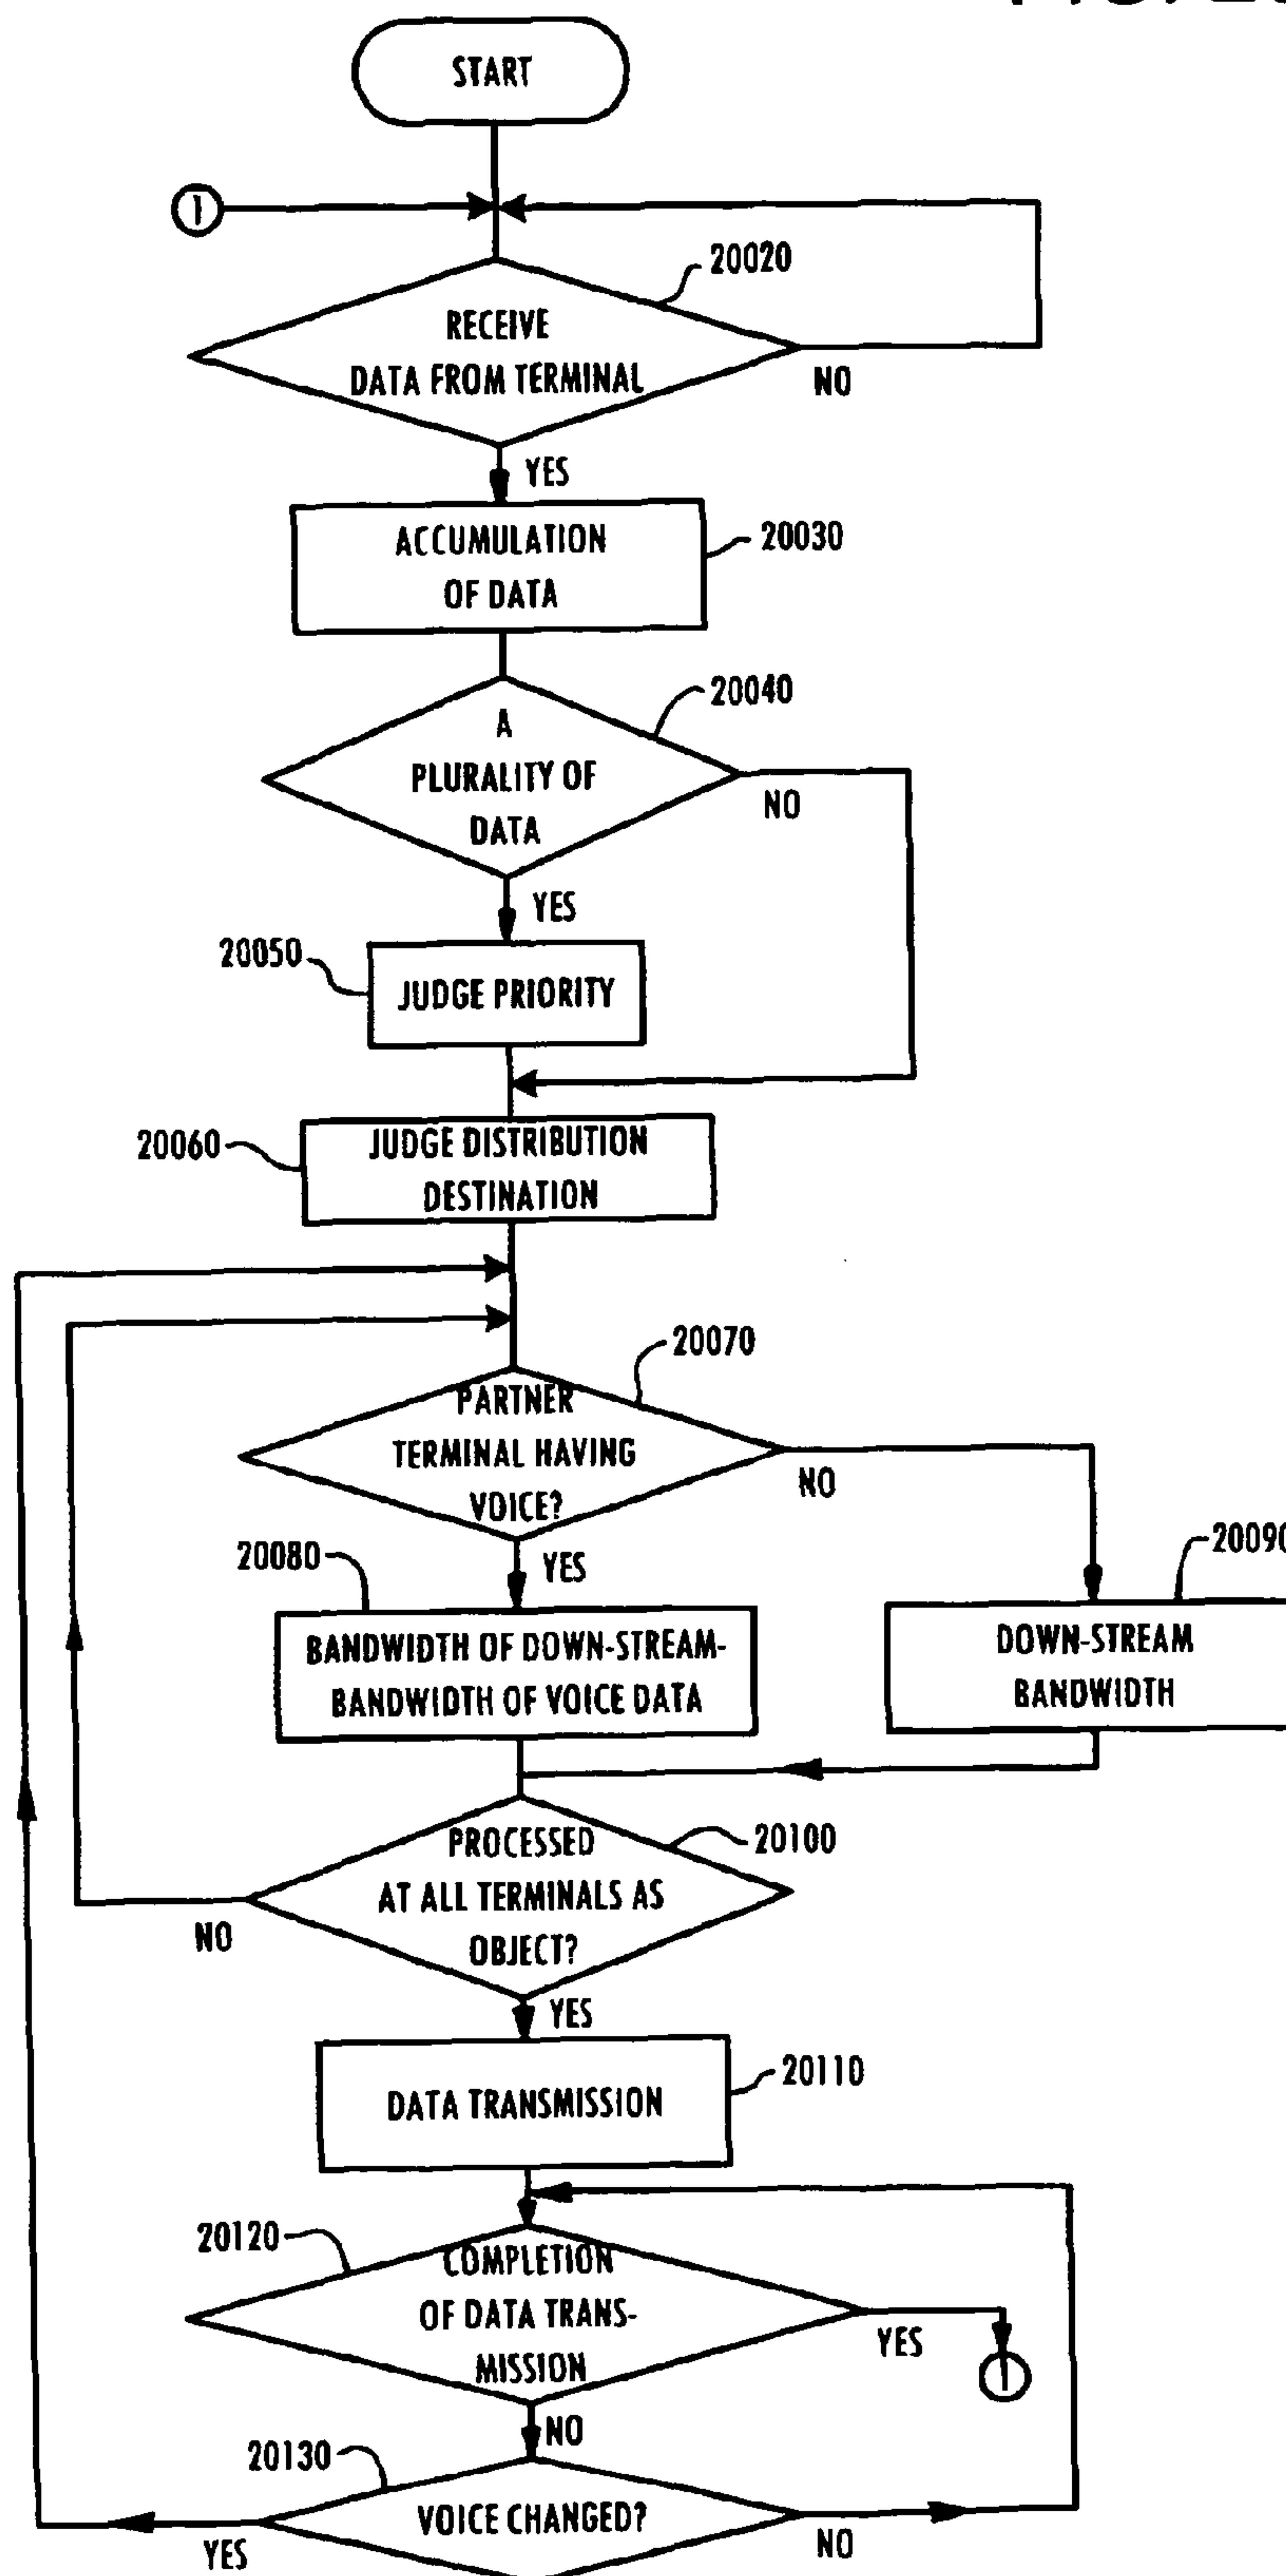 START
1
20020
RECEIVE
DATA FROM TERMINAL
NO
YES
ACCUMULATION
OF DATA
20030
20040
A
PLURALITY OF
DATA
NO
YES
20050
JUDGE PRIORITY
20060
JUDGE DISTRIBUTION
DESTINATION
20070
PARTNER
TERMINAL HAVING
VOICE?
NO
20080
YES
20090
BANDWIDTH OF DOWN-STREAM-
BANDWIDTH OF VOICE DATA
DOWN-STREAM
BANDWIDTH
PROCESSED
AT ALL TERMINALS AS
OBJECT?
20100
NO
YES
DATA TRANSMISSION
20110
20120
COMPLETION
OF DATA TRANS-
MISSION
YES
1
NO
20130
VOICE CHANGED?
YES
NO